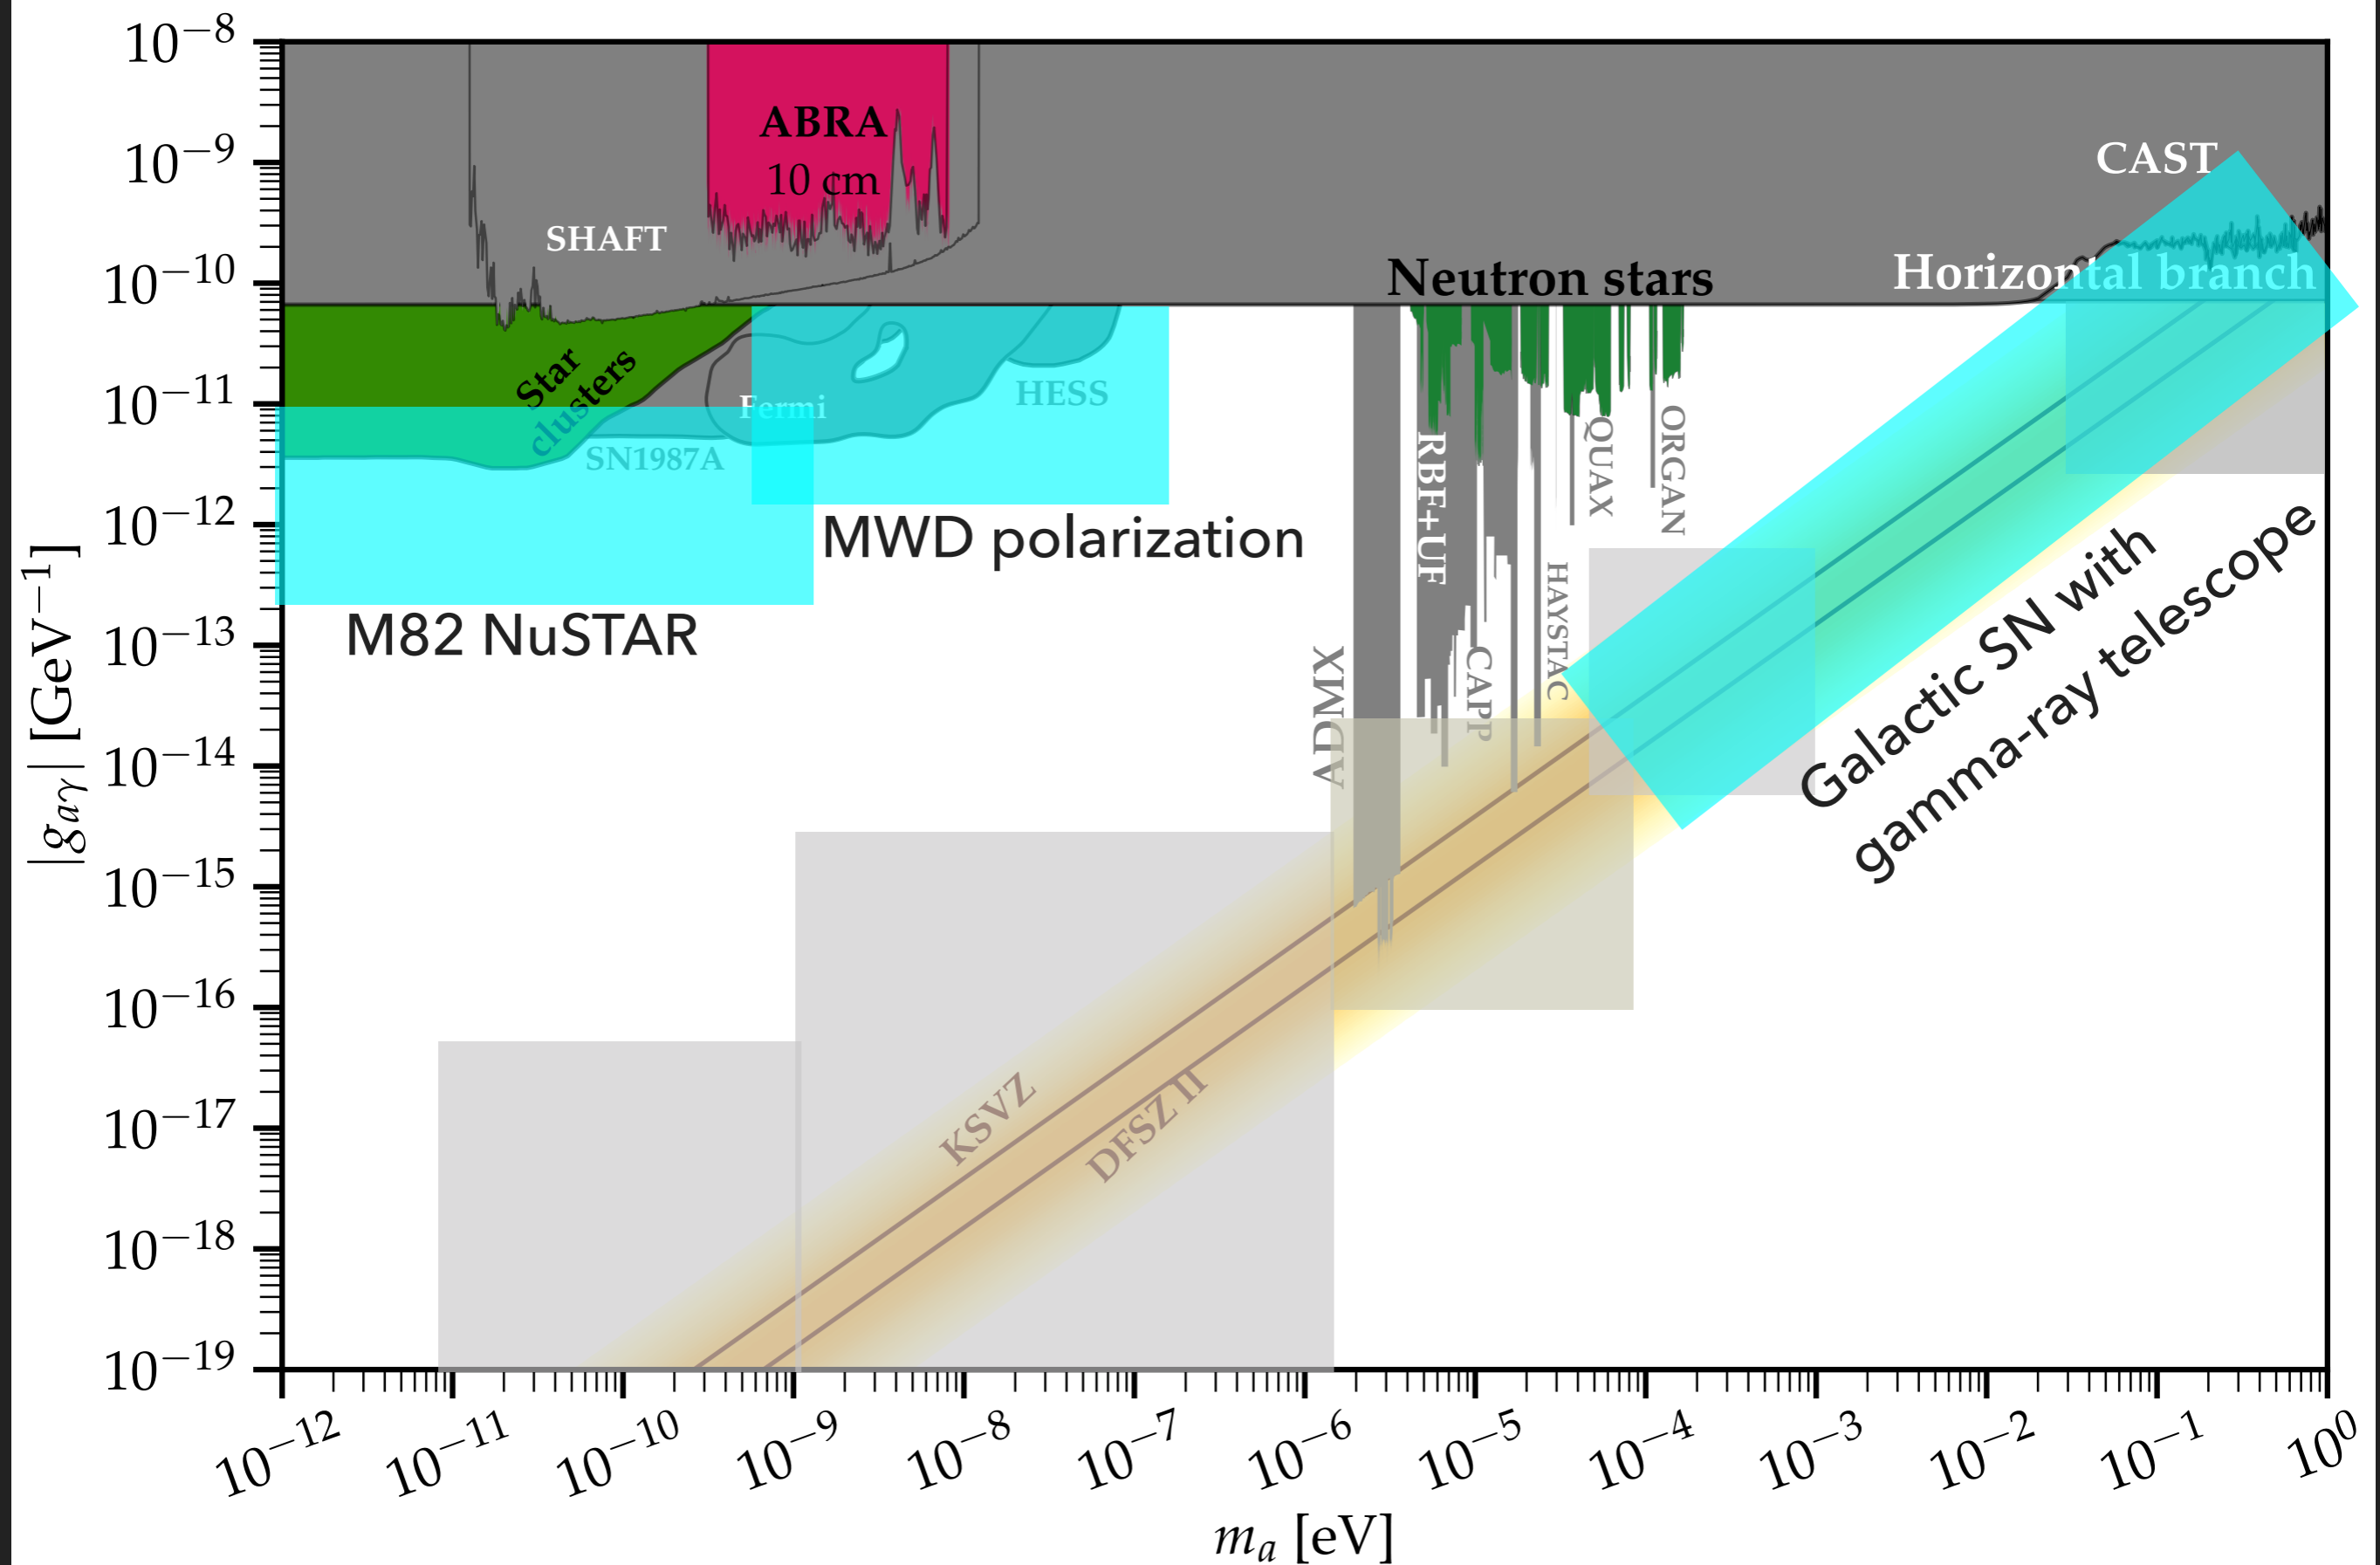 10⁻⁸
10⁻⁹
10⁻¹⁰
10⁻¹¹
10⁻¹²
10⁻¹³
10⁻¹⁴
10⁻¹⁵
10⁻¹⁶
10⁻¹⁷
10⁻¹⁸
10⁻¹⁹
|gₐᵧ| [GeV⁻¹]
ABRA
10 cm
SHAFT
CAST
Horizontal branch
Neutron stars
Star
clusters
SN1987A
Fermi
HESS
MWD polarization
M82 NuSTAR
ADMX
RBF+UF
CAPP
HAYSTAC
QUAX
ORGAN
Galactic SN with
gamma-ray telescope
KSVZ
DFSZ II
10⁻¹²
10⁻¹¹
10⁻¹⁰
10⁻⁹
10⁻⁸
10⁻⁷
10⁻⁶
10⁻⁵
10⁻⁴
10⁻³
10⁻²
10⁻¹
10⁰
mₐ [eV]